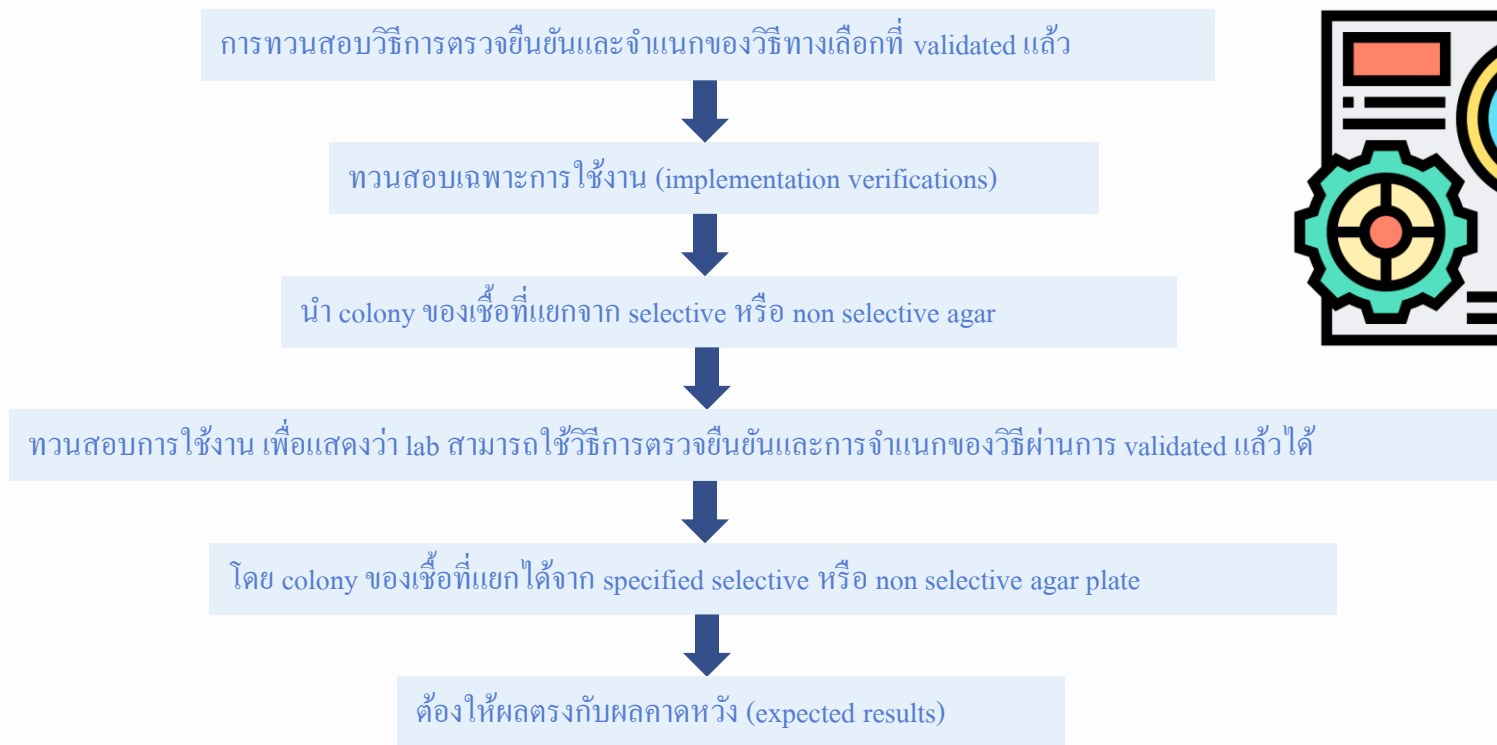 การทวนสอบวิธีการตรวจยืนยันและจำแนกของวิธีทางเลือกที่ validated แล้ว
ทวนสอบเฉพาะการใช้งาน (implementation verifications)
นำ colony ของเชื้อที่แยกจาก selective หรือ non selective agar
ทวนสอบการใช้งาน เพื่อแสดงว่า lab สามารถใช้วิธีการตรวจยืนยันและการจำแนกของวิธีผ่านการ validated แล้วได้
โดย colony ของเชื้อที่แยกได้จาก specified selective หรือ non selective agar plate
ต้องให้ผลตรงกับผลคาดหวัง (expected results)